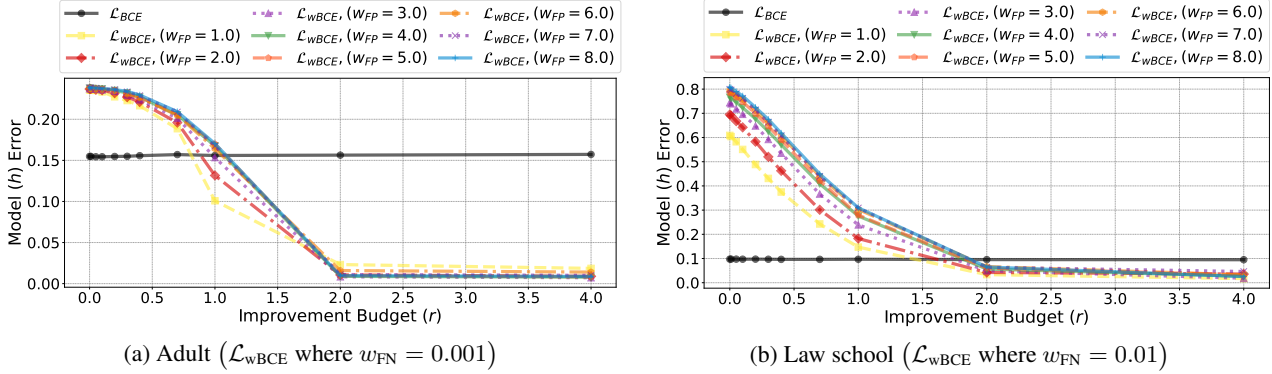 ℒ_BCE
ℒ_wBCE, (w_FP = 1.0)
ℒ_wBCE, (w_FP = 2.0)
ℒ_wBCE, (w_FP = 3.0)
ℒ_wBCE, (w_FP = 4.0)
ℒ_wBCE, (w_FP = 5.0)
ℒ_wBCE, (w_FP = 6.0)
ℒ_wBCE, (w_FP = 7.0)
ℒ_wBCE, (w_FP = 8.0)
Model (h) Error
0.20
0.15
0.10
0.05
0.00
0.0 0.5 1.0 1.5 2.0 2.5 3.0 3.5 4.0
Improvement Budget (r)
(a) Adult (ℒ_wBCE where w_FN = 0.001)
ℒ_BCE
ℒ_wBCE, (w_FP = 1.0)
ℒ_wBCE, (w_FP = 2.0)
ℒ_wBCE, (w_FP = 3.0)
ℒ_wBCE, (w_FP = 4.0)
ℒ_wBCE, (w_FP = 5.0)
ℒ_wBCE, (w_FP = 6.0)
ℒ_wBCE, (w_FP = 7.0)
ℒ_wBCE, (w_FP = 8.0)
Model (h) Error
0.8
0.7
0.6
0.5
0.4
0.3
0.2
0.1
0.0
0.0 0.5 1.0 1.5 2.0 2.5 3.0 3.5 4.0
Improvement Budget (r)
(b) Law school (ℒ_wBCE where w_FN = 0.01)